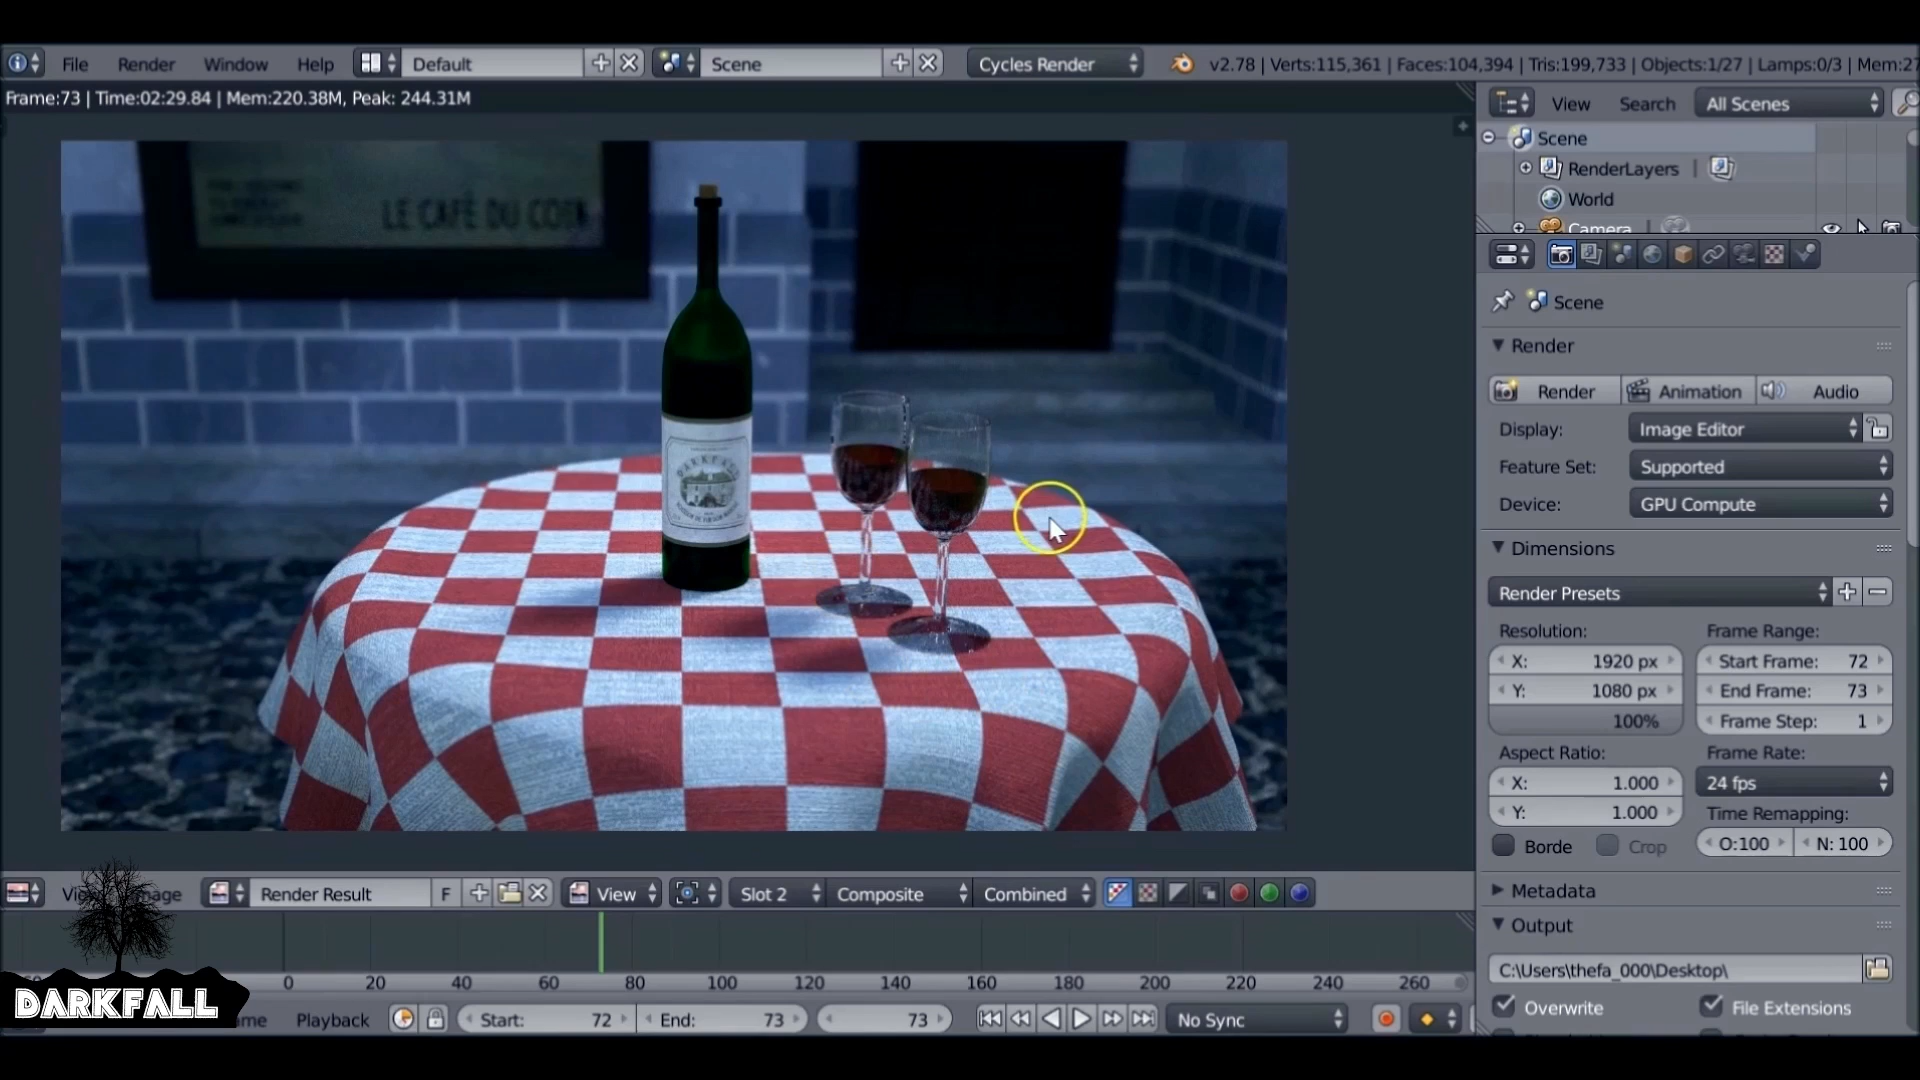 File Render Window Help Default Scene Cycles Render v2.78 | Verts:115,361 | Faces:104,394 | Tris:199,733 | Objects:1/27 | Lamps:0/3 | Mem:27
Frame:73 | Time:02:29.84 | Mem:220.38M, Peak: 244.31M
View Search All Scenes
Scene
RenderLayers
World
Camera
LE CAFÉ DU
DARKFALL
Scene
Render
Render Animation Audio
Display: Image Editor
Feature Set: Supported
Device: GPU Compute
Dimensions
Render Presets
Resolution: Frame Range:
X: 1920 px Start Frame: 72
Y: 1080 px End Frame: 73
100% Frame Step: 1
Aspect Ratio: Frame Rate:
X: 1.000 24 fps
Y: 1.000 Time Remapping:
Borde Crop O:100 N: 100
Metadata
Output
C:\Users\thefa_000\Desktop\
Overwrite File Extensions
Render Result F View Slot 2 Composite Combined
0 20 40 60 80 100 120 140 160 180 200 220 240 260
DARKFALL
Playback Start: 72 End: 73 73 No Sync